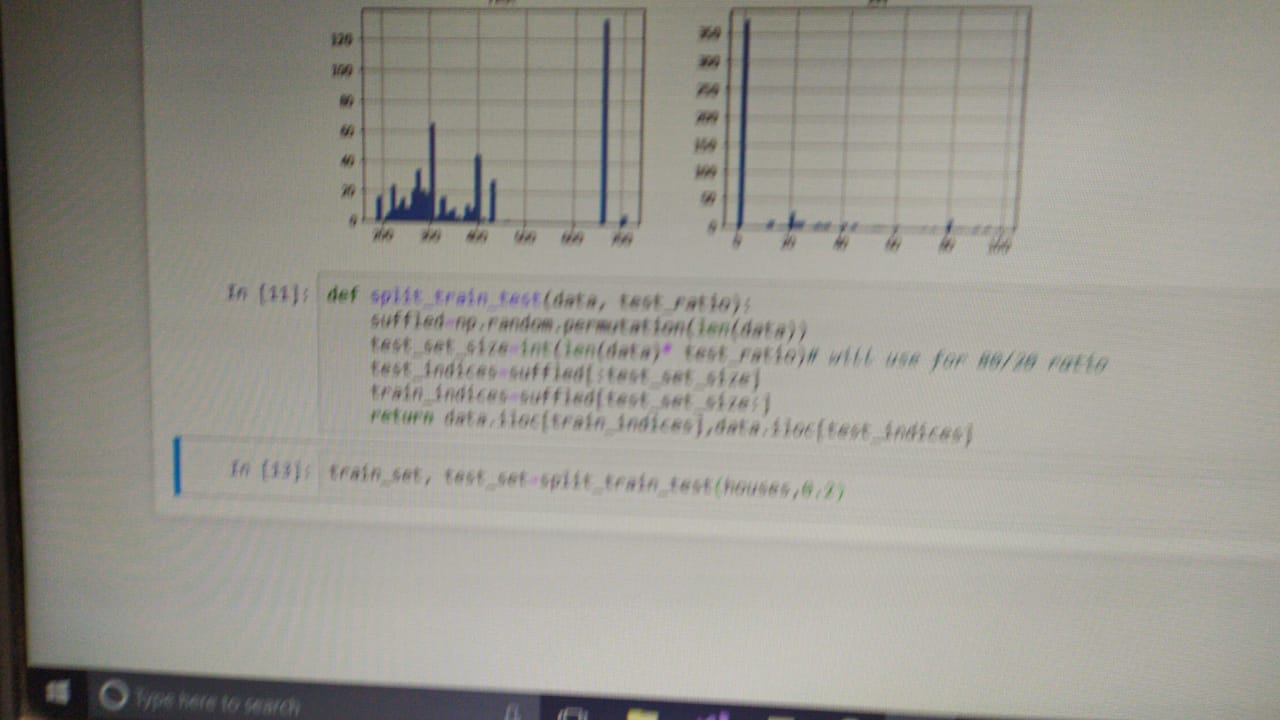 120
100
80
60
40
20
0
200 300 400 500 600 700
350
300
250
200
150
100
50
0
0 20 40 60 80 100
In [11]: def split_train_test(data, test_ratio):
suffled=np.random.permutation(len(data))
test_set_size=int(len(data)* test_ratio)# will use for 80/20 ratio
test_indices=suffled[:test_set_size]
train_indices=suffled[test_set_size:]
return data.iloc[train_indices],data.iloc[test_indices]
In [13]: train_set, test_set=split_train_test(houses,0.2)
Type here to search